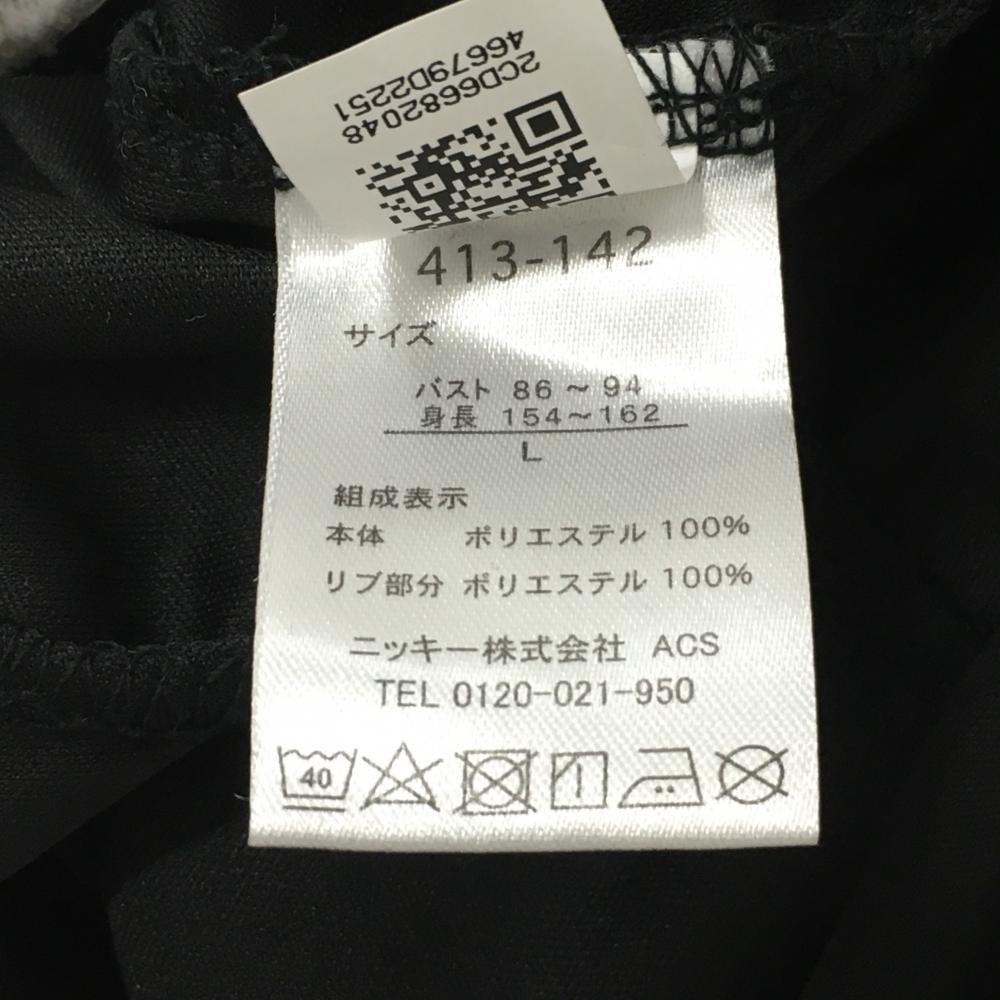 2CD6682048
46679D2251
413-142
サイズ
バスト 86～94
身長 154～162
L
組成表示
本体 ポリエステル 100%
リブ部分 ポリエステル 100%
ニッキー株式会社 ACS
TEL 0120-021-950
40